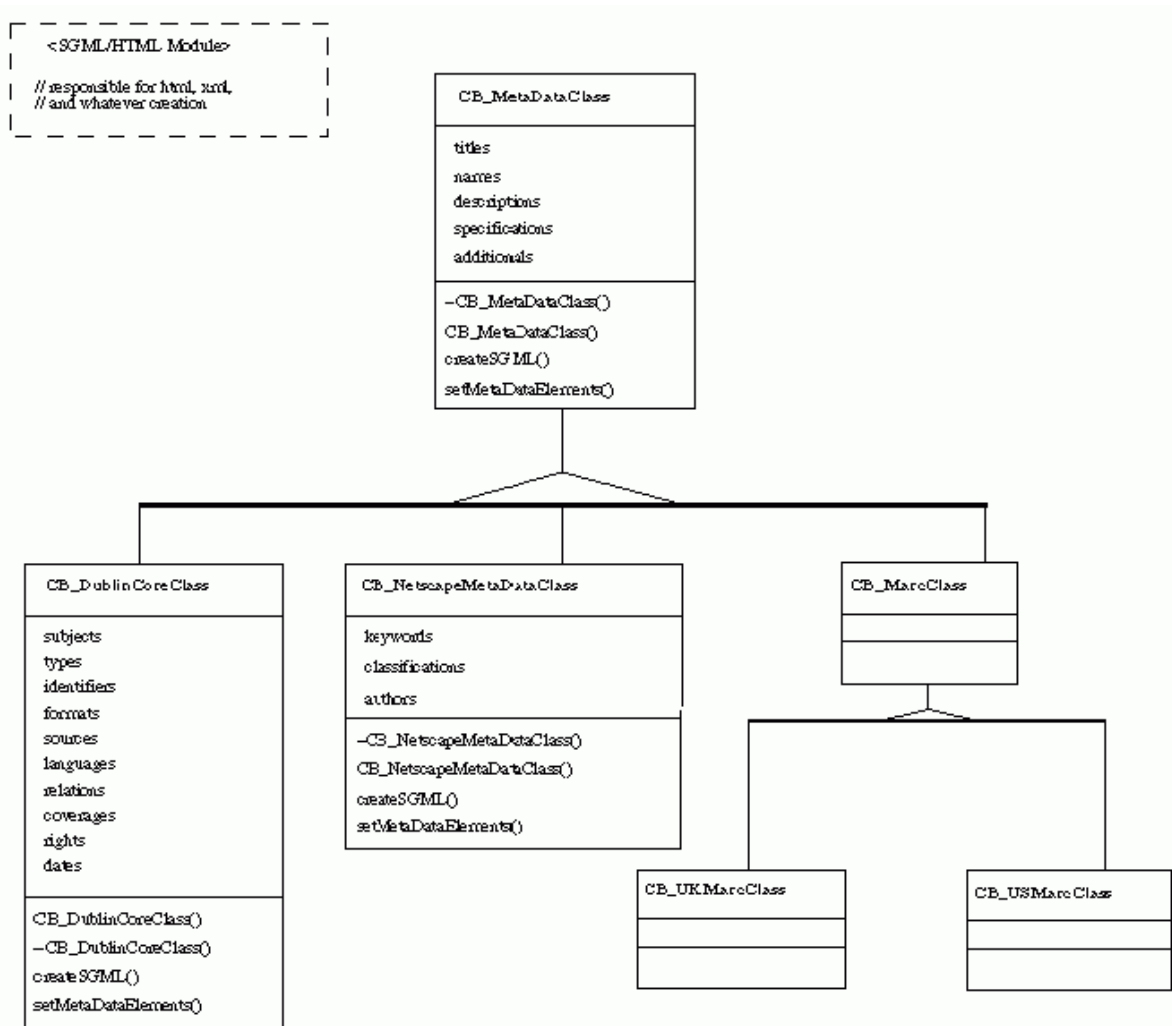 <SGML/HTML Module>
// responsible for html, xml,
// and whatever creation
CB_MetaDataClass
titles
names
descriptions
specifications
additionals
~CB_MetaDataClass()
CB_MetaDataClass()
createSGML()
setMetaDataElements()
CB_DublinCoreClass
subjects
types
identifiers
formats
sources
languages
relations
coverages
rights
dates
CB_DublinCoreClass()
~CB_DublinCoreClass()
createSGML()
setMetaDataElements()
CB_NetscapeMetaDataClass
keywords
classifications
authors
~CB_NetscapeMetaDataClass()
CB_NetscapeMetaDataClass()
createSGML()
setMetaDataElements()
CB_MarcClass
CB_UKMarcClass
CB_USMarcClass